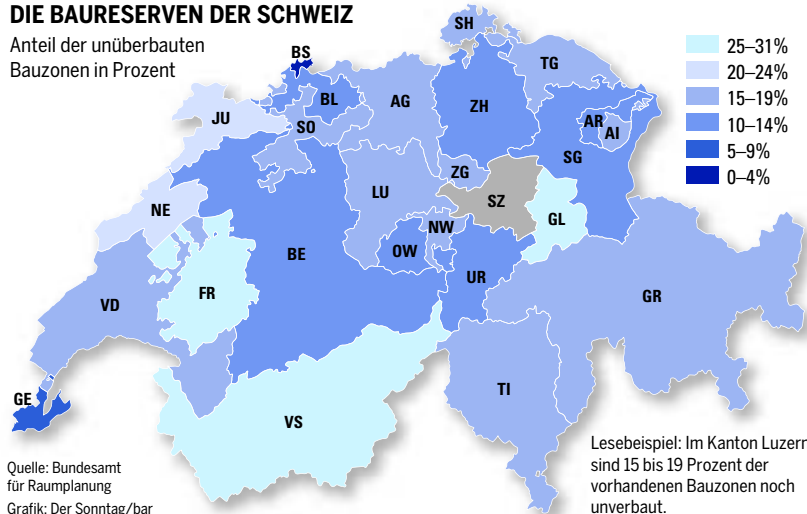 DIE BAURESERVEN DER SCHWEIZ
Anteil der unüberbauten
Bauzonen in Prozent
25–31%
20–24%
15–19%
10–14%
5–9%
0–4%
SH
BS
TG
BL
AG
ZH
JU
SO
AR
AI
SG
ZG
LU
SZ
NE
GL
NW
BE
OW
UR
FR
GR
VD
GE
TI
VS
Lesebeispiel: Im Kanton Luzern
sind 15 bis 19 Prozent der
vorhandenen Bauzonen noch
unverbaut.
Quelle: Bundesamt
für Raumplanung
Grafik: Der Sonntag/bar